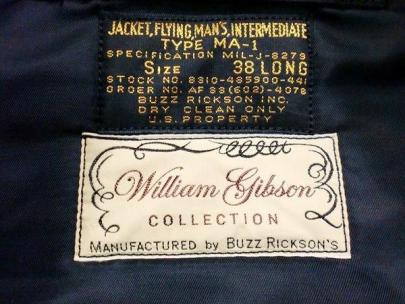 JACKET, FLYING, MAN'S, INTERMEDIATE
TYPE MA-1
SPECIFICATION MIL-J-8279
SIZE 38 LONG
STOCK NO. 8310-485900-441
ORDER NO. AF 33(602)-4078
BUZZ RICKSON INC.
DRY CLEAN ONLY
U.S. PROPERTY
William Gibson
COLLECTION
MANUFACTURED by BUZZ RICKSON'S